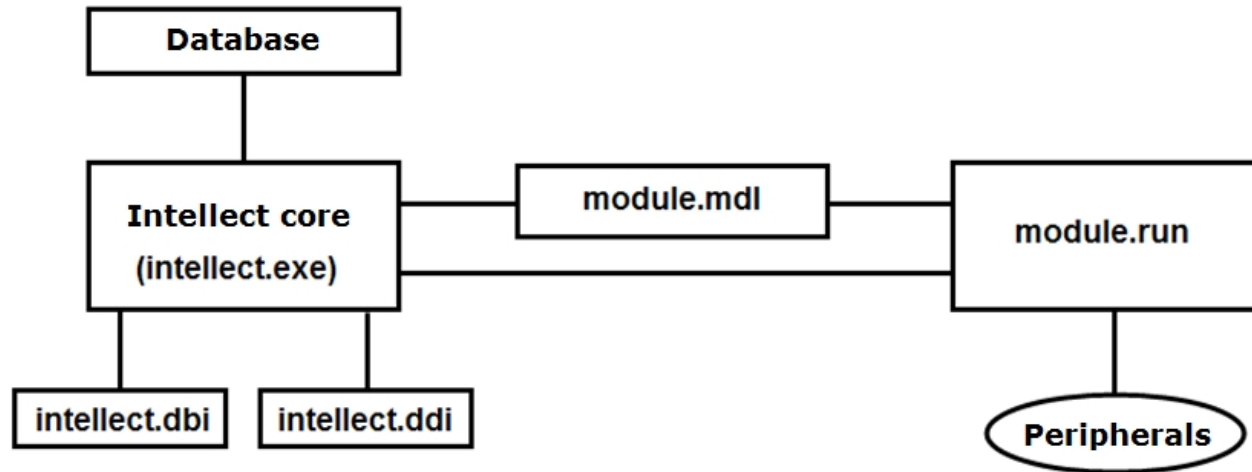 Database
Intellect core
(intellect.exe)
module.mdl
module.run
intellect.dbi
intellect.ddi
Peripherals